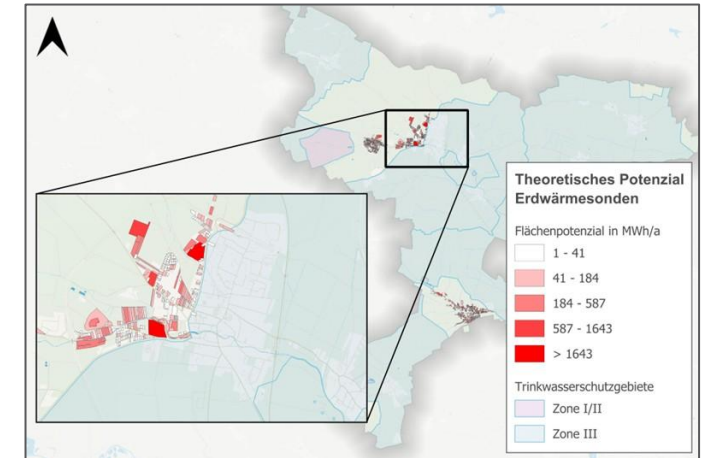 Theoretisches Potenzial
Erdwärmesonden
Flächenpotenzial in MWh/a
1 - 41
41 - 184
184 - 587
587 - 1643
> 1643
Trinkwasserschutzgebiete
Zone I/II
Zone III